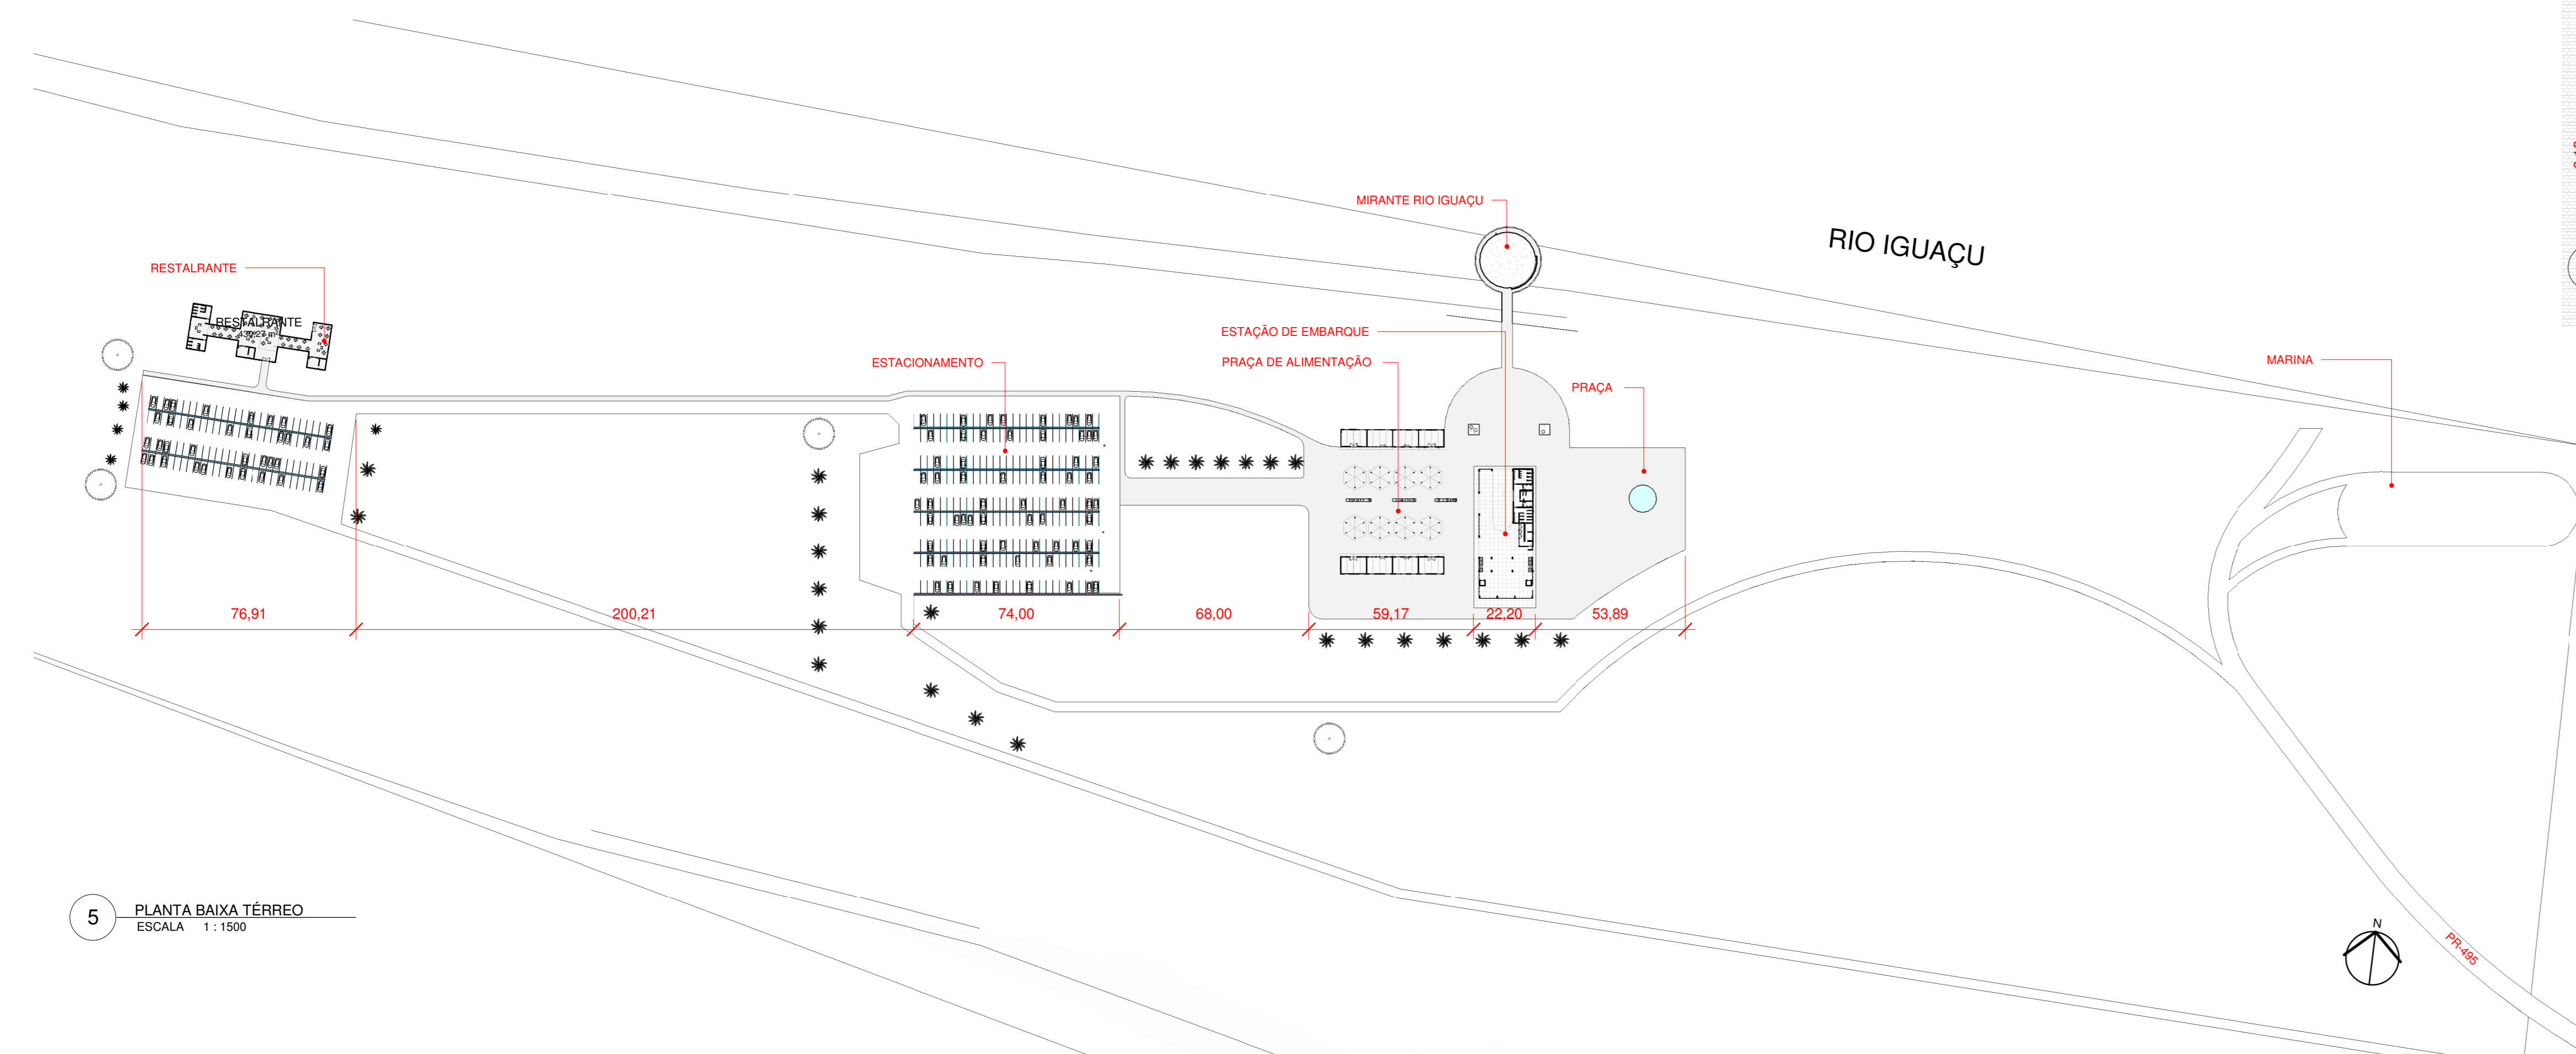 MIRANTE RIO IGUAÇU
RIO IGUAÇU
RESTALRANTE
RESTALRANTE
ESTAÇÃO DE EMBARQUE
ESTACIONAMENTO
PRAÇA DE ALIMENTAÇÃO
MARINA
PRAÇA
76,91
200,21
74,00
68,00
59,17
22,20
53,89
5
PLANTA BAIXA TÉRREO
ESCALA 1 : 1500
N
PR-495